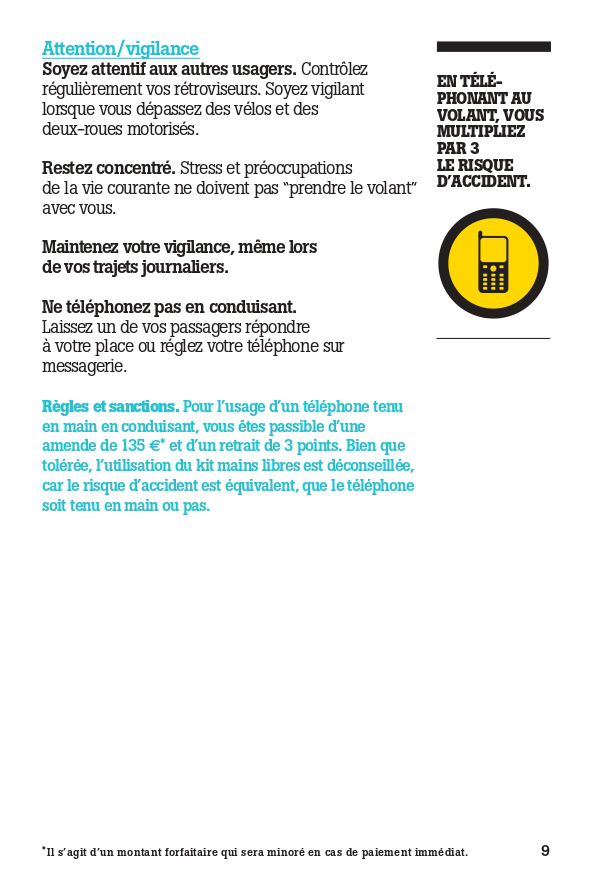 Attention/vigilance
Soyez attentif aux autres usagers. Contrôlez
régulièrement vos rétroviseurs. Soyez vigilant
lorsque vous dépassez des vélos et des
deux-roues motorisés.
Restez concentré. Stress et préoccupations
de la vie courante ne doivent pas “prendre le volant”
avec vous.
Maintenez votre vigilance, même lors
de vos trajets journaliers.
Ne téléphonez pas en conduisant.
Laissez un de vos passagers répondre
à votre place ou réglez votre téléphone sur
messagerie.
Règles et sanctions. Pour l’usage d’un téléphone tenu
en main en conduisant, vous êtes passible d’une
amende de 135 €* et d’un retrait de 3 points. Bien que
tolérée, l’utilisation du kit mains libres est déconseillée,
car le risque d’accident est équivalent, que le téléphone
soit tenu en main ou pas.
EN TÉLÉ-
PHONANT AU
VOLANT, VOUS
MULTIPLIEZ
PAR 3
LE RISQUE
D’ACCIDENT.
*Il s’agit d’un montant forfaitaire qui sera minoré en cas de paiement immédiat.
9